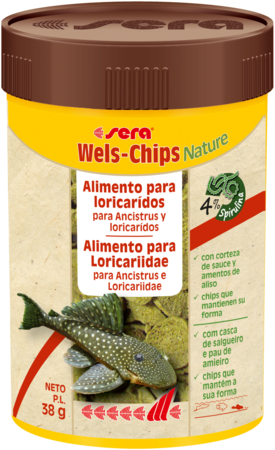 sera
sera
Wels-Chips Nature
Alimento para
loricaridos
para Ancistrus y
loricaridos
Alimento para
Loricariidae
para Ancistrus e
Loricariidae
4% Spirulina
✓ con corteza
de sauce y
amentos de
aliso
✓ chips que
mantienen su
forma
✓ com casca
de salgueiro e
pau de
amieiro
✓ chips que
mantêm a
sua forma
NETO
P.L.
38 g